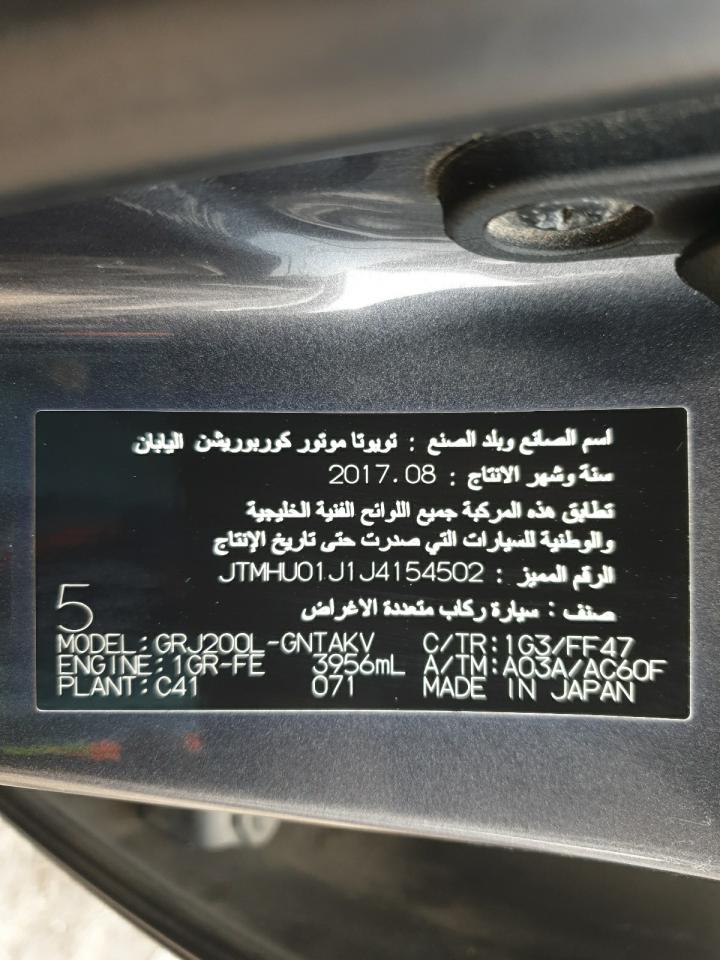 اسم الصانع وبلد الصنع : تويوتا موتور كوربوريشن اليابان
سنة وشهر الانتاج : 2017.08
تطابق هذه المركبة جميع اللوائح الفنية الخليجية
والوطنية للسيارات التي صدرت حتى تاريخ الإنتاج
الرقم المميز : JTMHU01J1J4154502
صنف : سيارة ركاب متعددة الاغراض
5
MODEL:GRJ200L-GNTAKV C/TR:1G3/FF47
ENGINE:1GR-FE 3956mL A/TM:A03A/AC60F
PLANT:C41 071 MADE IN JAPAN